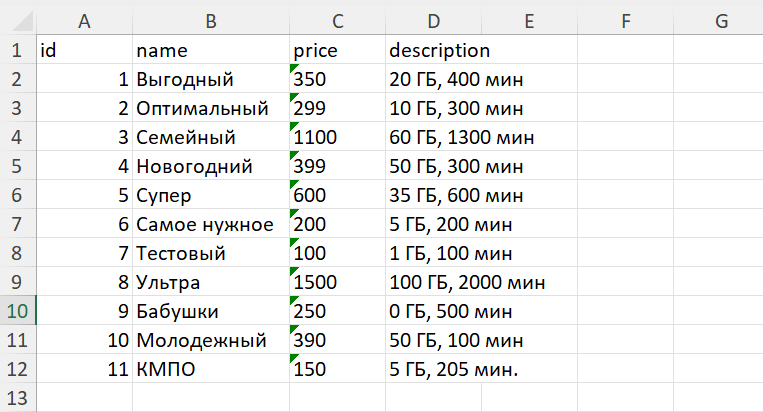 A B C D E F G
1 id name price description
2 1 Выгодный 350 20 ГБ, 400 мин
3 2 Оптимальный 299 10 ГБ, 300 мин
4 3 Семейный 1100 60 ГБ, 1300 мин
5 4 Новогодний 399 50 ГБ, 300 мин
6 5 Супер 600 35 ГБ, 600 мин
7 6 Самое нужное 200 5 ГБ, 200 мин
8 7 Тестовый 100 1 ГБ, 100 мин
9 8 Ультра 1500 100 ГБ, 2000 мин
10 9 Бабушки 250 0 ГБ, 500 мин
11 10 Молодежный 390 50 ГБ, 100 мин
12 11 КМПО 150 5 ГБ, 205 мин.
13